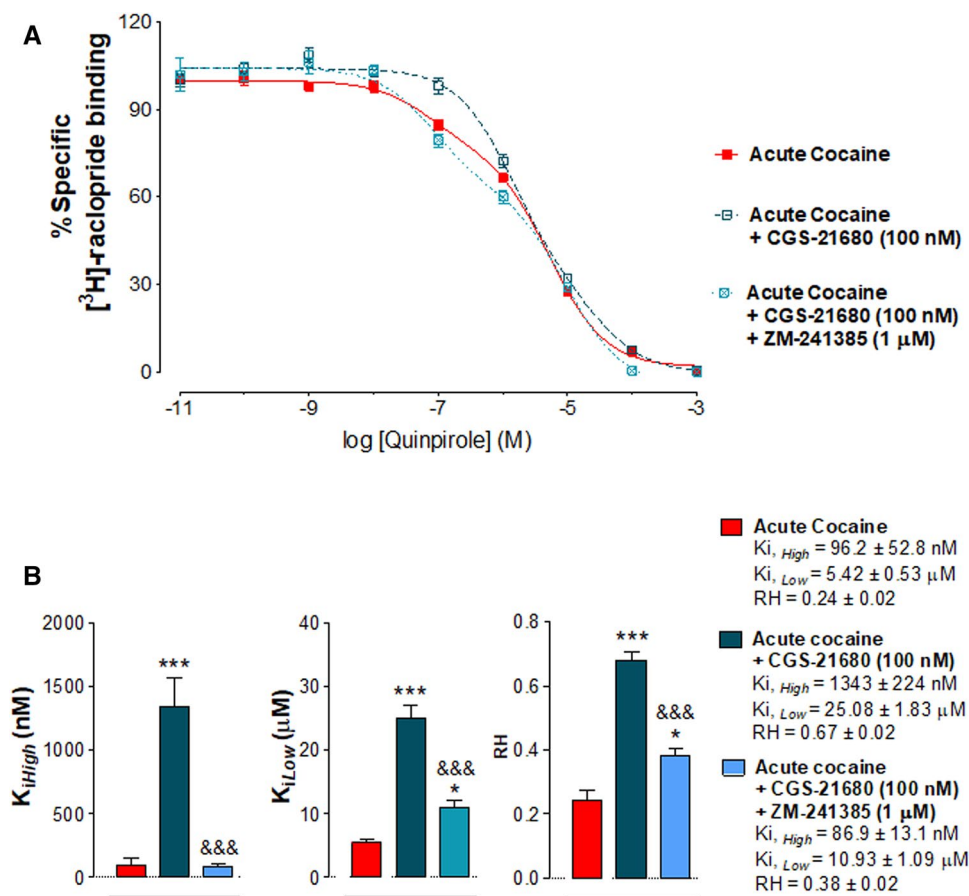 A
120
90
60
30
0
% Specific
[³H]-raclopride binding
-11
-9
-7
-5
-3
log [Quinpirole] (M)
Acute Cocaine
Acute Cocaine
+ CGS-21680 (100 nM)
Acute Cocaine
+ CGS-21680 (100 nM)
+ ZM-241385 (1 μM)
B
2000
1500
1000
500
0
KiHigh (nM)
***
&&&
40
30
20
10
0
KiLow (μM)
***
&&&
*
0.8
0.6
0.4
0.2
0.0
RH
***
&&&
*
Acute Cocaine
Ki, High = 96.2 ± 52.8 nM
Ki, Low = 5.42 ± 0.53 μM
RH = 0.24 ± 0.02
Acute cocaine
+ CGS-21680 (100 nM)
Ki, High = 1343 ± 224 nM
Ki, Low = 25.08 ± 1.83 μM
RH = 0.67 ± 0.02
Acute cocaine
+ CGS-21680 (100 nM)
+ ZM-241385 (1 μM)
Ki, High = 86.9 ± 13.1 nM
Ki, Low = 10.93 ± 1.09 μM
RH = 0.38 ± 0.02